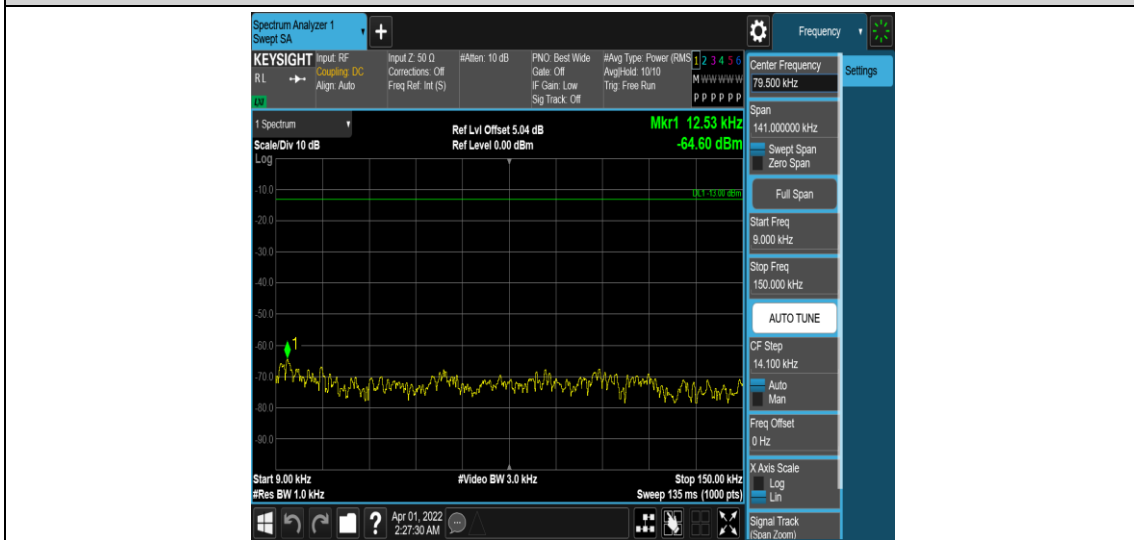 Spectrum Analyzer 1
Swept SA
+
Frequency
KEYSIGHT
RL
LXI
Input: RF
Coupling: DC
Align: Auto
Input Z: 50 Ω
Corrections: Off
Freq Ref: Int (S)
#Atten: 10 dB
PNO: Best Wide
Gate: Off
IF Gain: Low
Sig Track: Off
#Avg Type: Power (RMS
Avg|Hold: 10/10
Trig: Free Run
1 2 3 4 5 6
M W W W W W
P P P P P P
1 Spectrum
Scale/Div 10 dB
Log
Ref Lvl Offset 5.04 dB
Ref Level 0.00 dBm
Mkr1 12.53 kHz
-64.60 dBm
DL1 -13.00 dBm
-10.0
-20.0
-30.0
-40.0
-50.0
-60.0
-70.0
-80.0
-90.0
1
Start 9.00 kHz
#Res BW 1.0 kHz
#Video BW 3.0 kHz
Stop 150.00 kHz
Sweep 135 ms (1000 pts)
?
Apr 01, 2022
2:27:30 AM
Center Frequency
79.500 kHz
Settings
Span
141.000000 kHz
Swept Span
Zero Span
Full Span
Start Freq
9.000 kHz
Stop Freq
150.000 kHz
AUTO TUNE
CF Step
14.100 kHz
Auto
Man
Freq Offset
0 Hz
X Axis Scale
Log
Lin
Signal Track
(Span Zoom)